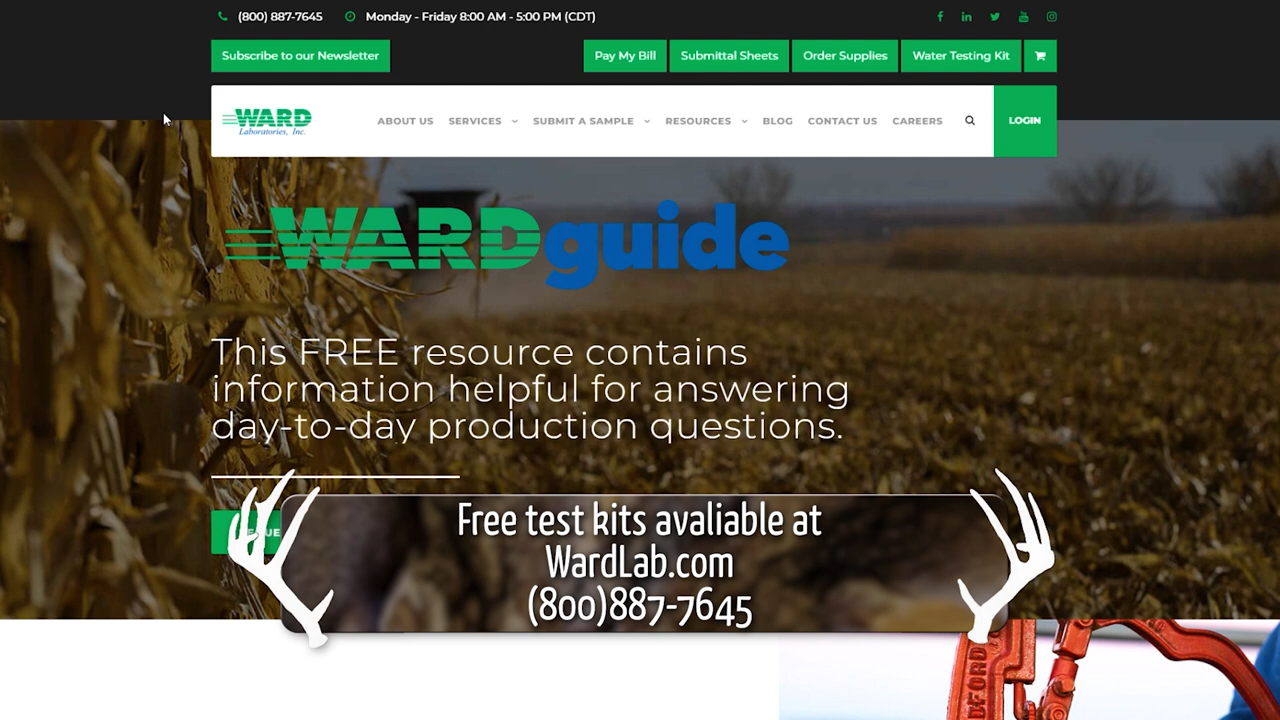 (800) 887-7645
Monday - Friday 8:00 AM - 5:00 PM (CDT)
Subscribe to our Newsletter
Pay My Bill
Submittal Sheets
Order Supplies
Water Testing Kit
WARD
Laboratories, Inc.
ABOUT US
SERVICES
SUBMIT A SAMPLE
RESOURCES
BLOG
CONTACT US
CAREERS
LOGIN
WARDguide
This FREE resource contains
information helpful for answering
day-to-day production questions.
Free test kits avaliable at
WardLab.com
(800)887-7645